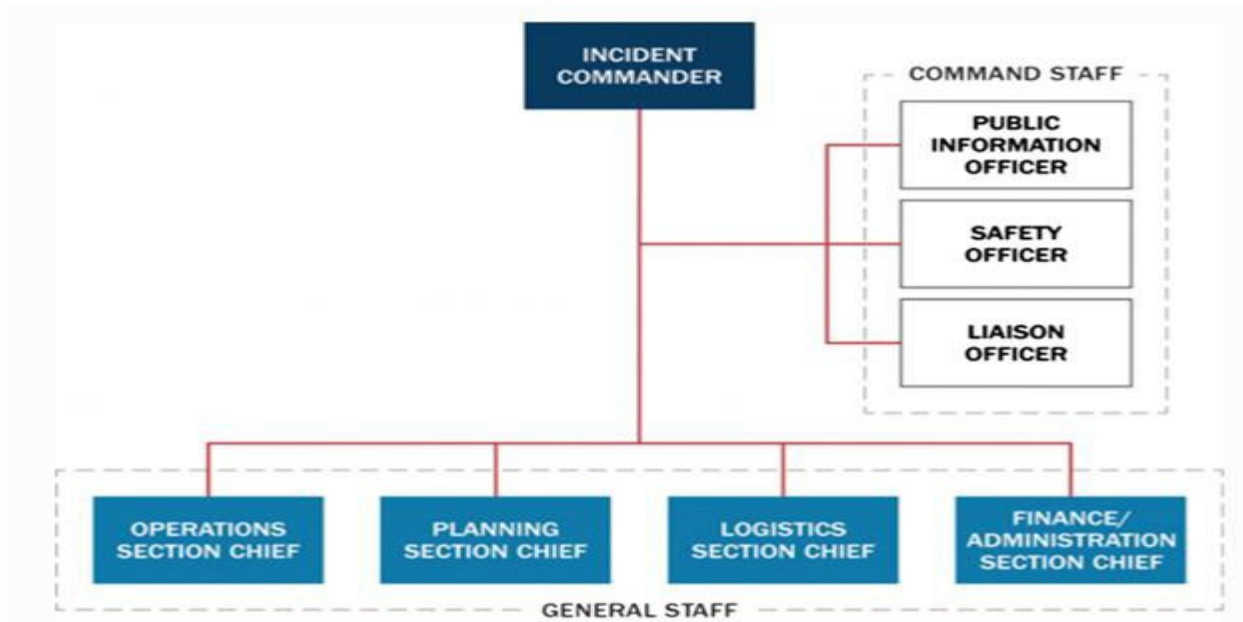 INCIDENT
COMMANDER
COMMAND STAFF
PUBLIC
INFORMATION
OFFICER
SAFETY
OFFICER
LIAISON
OFFICER
OPERATIONS
SECTION CHIEF
PLANNING
SECTION CHIEF
LOGISTICS
SECTION CHIEF
FINANCE/
ADMINISTRATION
SECTION CHIEF
GENERAL STAFF